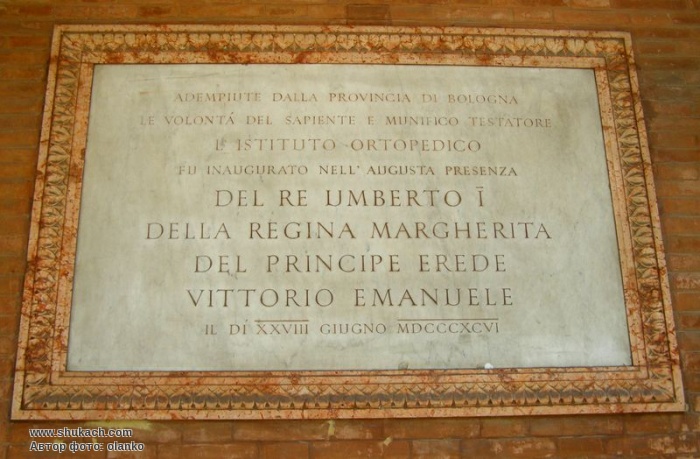 ADEMPIUTE DALLA PROVINCIA DI BOLOGNA
LE VOLONTÁ DEL SAPIENTE E MUNIFICO TESTATORE
L'ISTITUTO ORTOPEDICO
FU INAUGURATO NELL'AUGUSTA PRESENZA
DEL RE UMBERTO Ī
DELLA REGINA MARGHERITA
DEL PRINCIPE EREDE
VITTORIO EMANUELE
IL DI XXVIII GIUGNO MDCCCXCVI
www.shukach.com
Автор фото: olanko